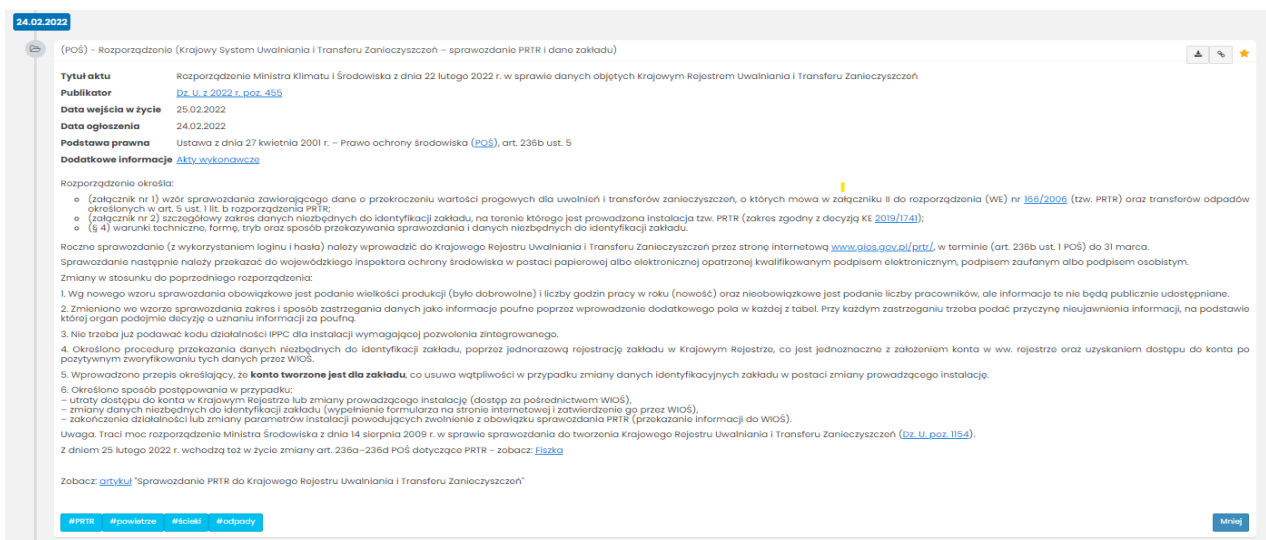 24.02.2022
(POŚ) - Rozporządzenie (Krajowy System Uwalniania i Transferu Zanieczyszczeń – sprawozdanie PRTR i dane zakładu)
Tytuł aktu Rozporządzenie Ministra Klimatu i Środowiska z dnia 22 lutego 2022 r. w sprawie danych objętych Krajowym Rejestrem Uwalniania i Transferu Zanieczyszczeń
Publikator Dz. U. z 2022 r. poz. 455
Data wejścia w życie 25.02.2022
Data ogłoszenia 24.02.2022
Podstawa prawna Ustawa z dnia 27 kwietnia 2001 r. – Prawo ochrony środowiska (POŚ), art. 236b ust. 5
Dodatkowe informacje Akty wykonawcze
Rozporządzenie określa:
(załącznik nr 1) wzór sprawozdania zawierającego dane o przekroczeniu wartości progowych dla uwolnień i transferów zanieczyszczeń, o których mowa w załączniku II do rozporządzenia (WE) nr 166/2006 (tzw. PRTR) oraz transferów odpadów
określonych w art. 5 ust. 1 lit. b rozporządzenia PRTR;
(załącznik nr 2) szczegółowy zakres danych niezbędnych do identyfikacji zakładu, na terenie którego jest prowadzona instalacja tzw. PRTR (zakres zgodny z decyzją KE 2019/1741);
(§ 4) warunki techniczne, formę, tryb oraz sposób przekazywania sprawozdania i danych niezbędnych do identyfikacji zakładu.
Roczne sprawozdanie (z wykorzystaniem loginu i hasła) należy wprowadzić do Krajowego Rejestru Uwalniania i Transferu Zanieczyszczeń przez stronę internetową www.gios.gov.pl/prtr/, w terminie (art. 236b ust. 1 POŚ) do 31 marca.
Sprawozdanie następnie należy przekazać do wojewódzkiego inspektora ochrony środowiska w postaci papierowej albo elektronicznej opatrzonej kwalifikowanym podpisem elektronicznym, podpisem zaufanym albo podpisem osobistym.
Zmiany w stosunku do poprzedniego rozporządzenia:
1. Wg nowego wzoru sprawozdania obowiązkowe jest podanie wielkości produkcji (było dobrowolne) i liczby godzin pracy w roku (nowość) oraz nieobowiązkowe jest podanie liczby pracowników, ale informacje te nie będą publicznie udostępniane.
2. Zmieniono we wzorze sprawozdania zakres i sposób zastrzegania danych jako informacje poufne poprzez wprowadzenie dodatkowego pola w każdej z tabel. Przy każdym zastrzeganiu trzeba podać przyczynę nieujawnienia informacji, na podstawie
której organ podejmie decyzję o uznaniu informacji za poufną.
3. Nie trzeba już podawać kodu działalności IPPC dla instalacji wymagającej pozwolenia zintegrowanego.
4. Określono procedurę przekazania danych niezbędnych do identyfikacji zakładu, poprzez jednorazową rejestrację zakładu w Krajowym Rejestrze, co jest jednoznaczne z założeniem konta w ww. rejestrze oraz uzyskaniem dostępu do konta po
pozytywnym zweryfikowaniu tych danych przez WIOŚ.
5. Wprowadzono przepis określający, że konto tworzone jest dla zakładu, co usuwa wątpliwości w przypadku zmiany danych identyfikacyjnych zakładu w postaci zmiany prowadzącego instalację.
6. Określono sposób postępowania w przypadku:
– utraty dostępu do konta w Krajowym Rejestrze lub zmiany prowadzącego instalację (dostęp za pośrednictwem WIOŚ),
– zmiany danych niezbędnych do identyfikacji zakładu (wypełnienie formularza na stronie internetowej i zatwierdzenie go przez WIOŚ),
– zakończenia działalności lub zmiany parametrów instalacji powodujących zwolnienie z obowiązku sprawozdania PRTR (przekazanie informacji do WIOŚ).
Uwaga. Traci moc rozporządzenie Ministra Środowiska z dnia 14 sierpnia 2009 r. w sprawie sprawozdania do tworzenia Krajowego Rejestru Uwalniania i Transferu Zanieczyszczeń (Dz. U. poz. 1154).
Z dniem 25 lutego 2022 r. wchodzą też w życie zmiany art. 236a–236d POŚ dotyczące PRTR - zobacz: Fiszka
Zobacz: artykuł "Sprawozdanie PRTR do Krajowego Rejestru Uwalniania i Transferu Zanieczyszczeń"
#PRTR #powietrze #ścieki #odpady Mniej